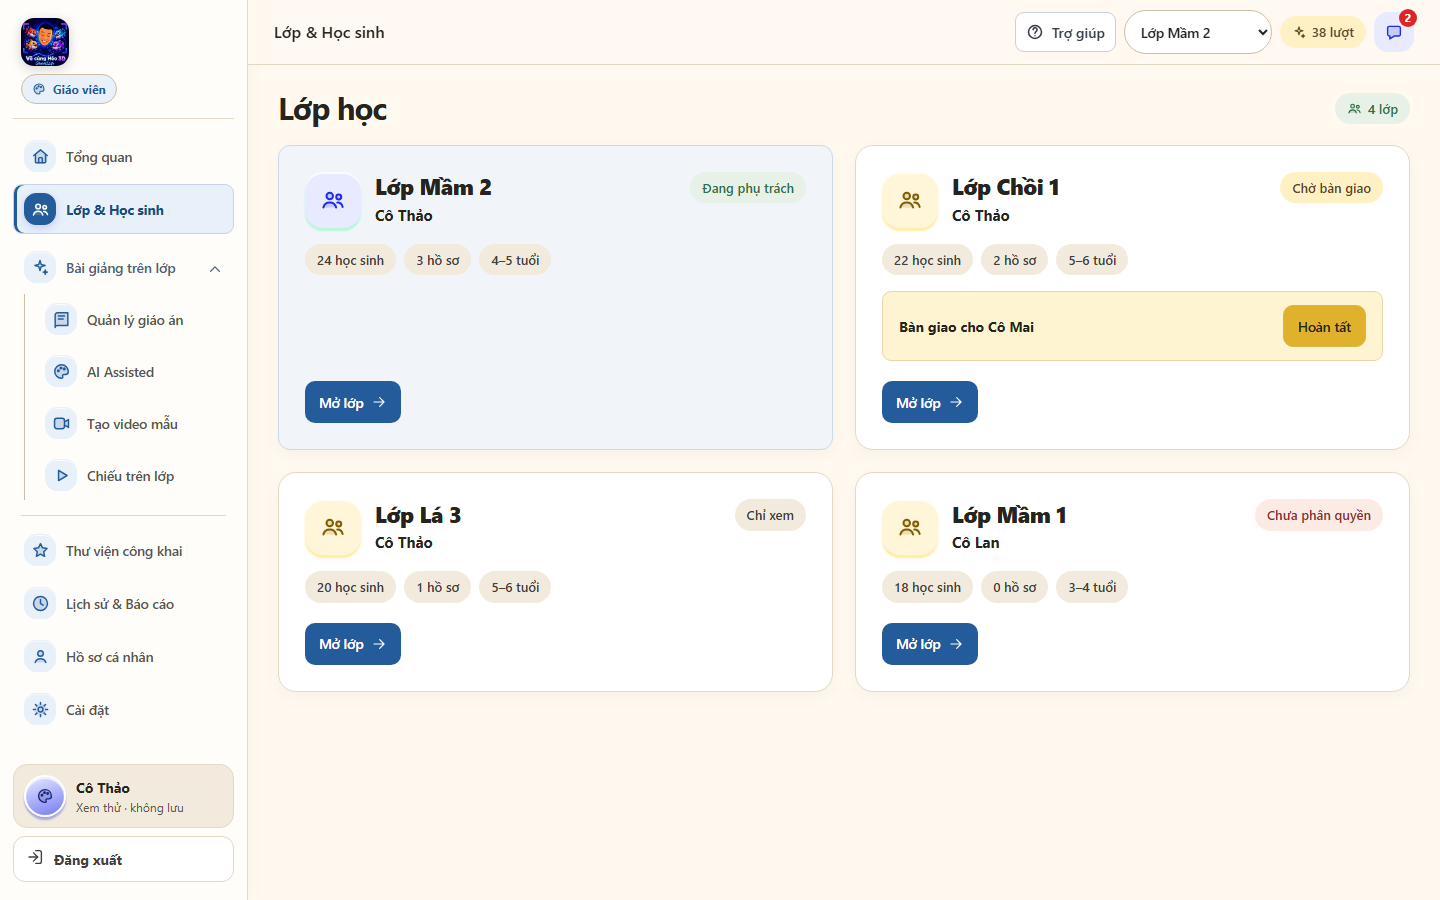 Vô cùng Hóc 3D
Giáo viên
Tổng quan
Lớp & Học sinh
Bài giảng trên lớp
Quản lý giáo án
AI Assisted
Tạo video mẫu
Chiếu trên lớp
Thư viện công khai
Lịch sử & Báo cáo
Hồ sơ cá nhân
Cài đặt
Cô Thảo
Xem thử · không lưu
Đăng xuất
Lớp & Học sinh
Trợ giúp
Lớp Mầm 2
38 lượt
2
Lớp học
4 lớp
Lớp Mầm 2
Đang phụ trách
Cô Thảo
24 học sinh
3 hồ sơ
4–5 tuổi
Mở lớp
Lớp Chồi 1
Chờ bàn giao
Cô Thảo
22 học sinh
2 hồ sơ
5–6 tuổi
Bàn giao cho Cô Mai
Hoàn tất
Mở lớp
Lớp Lá 3
Chỉ xem
Cô Thảo
20 học sinh
1 hồ sơ
5–6 tuổi
Mở lớp
Lớp Mầm 1
Chưa phân quyền
Cô Lan
18 học sinh
0 hồ sơ
3–4 tuổi
Mở lớp